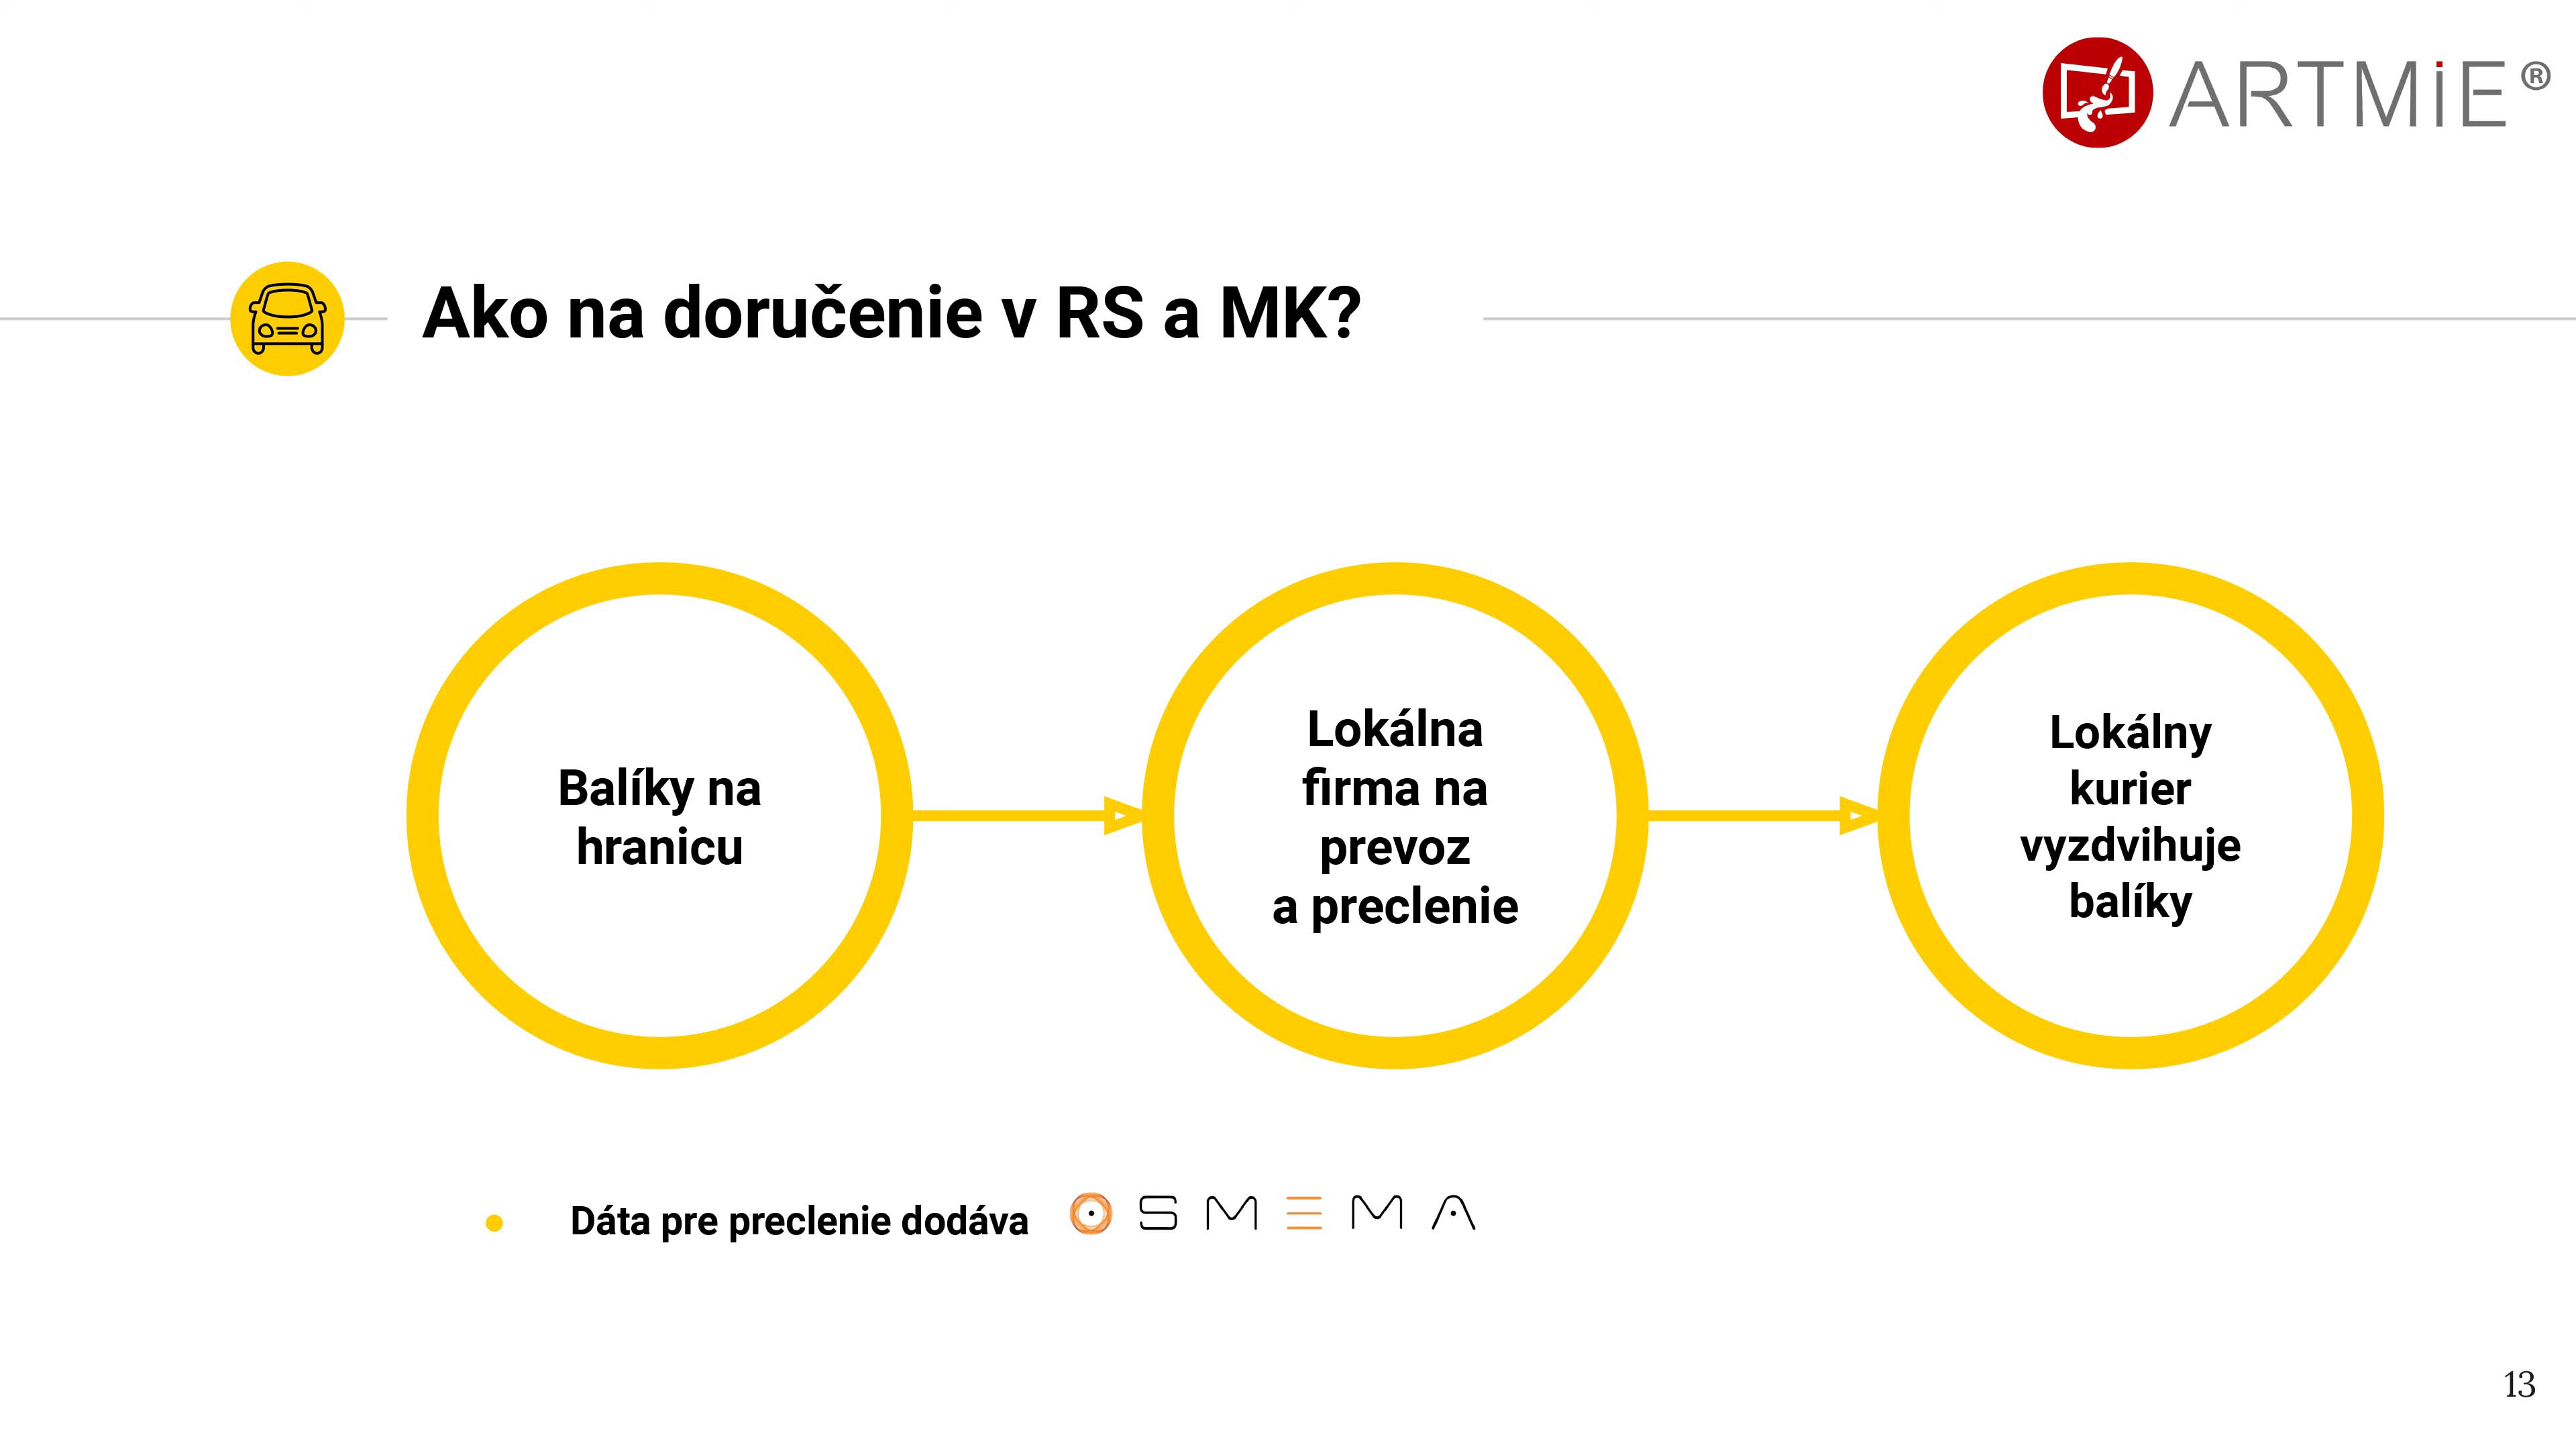 ARTMiE®
Ako na doručenie v RS a MK?
Balíky na
hranicu
Lokálna
firma na
prevoz
a preclenie
Lokálny
kurier
vyzdvihuje
balíky
● Dáta pre preclenie dodáva OSMEMA
13